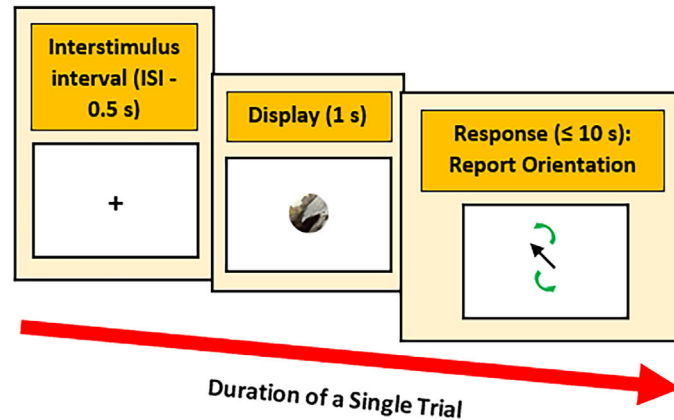 Interstimulus
interval (ISI -
0.5 s)
Display (1 s)
Response (≤ 10 s):
Report Orientation
+
Duration of a Single Trial